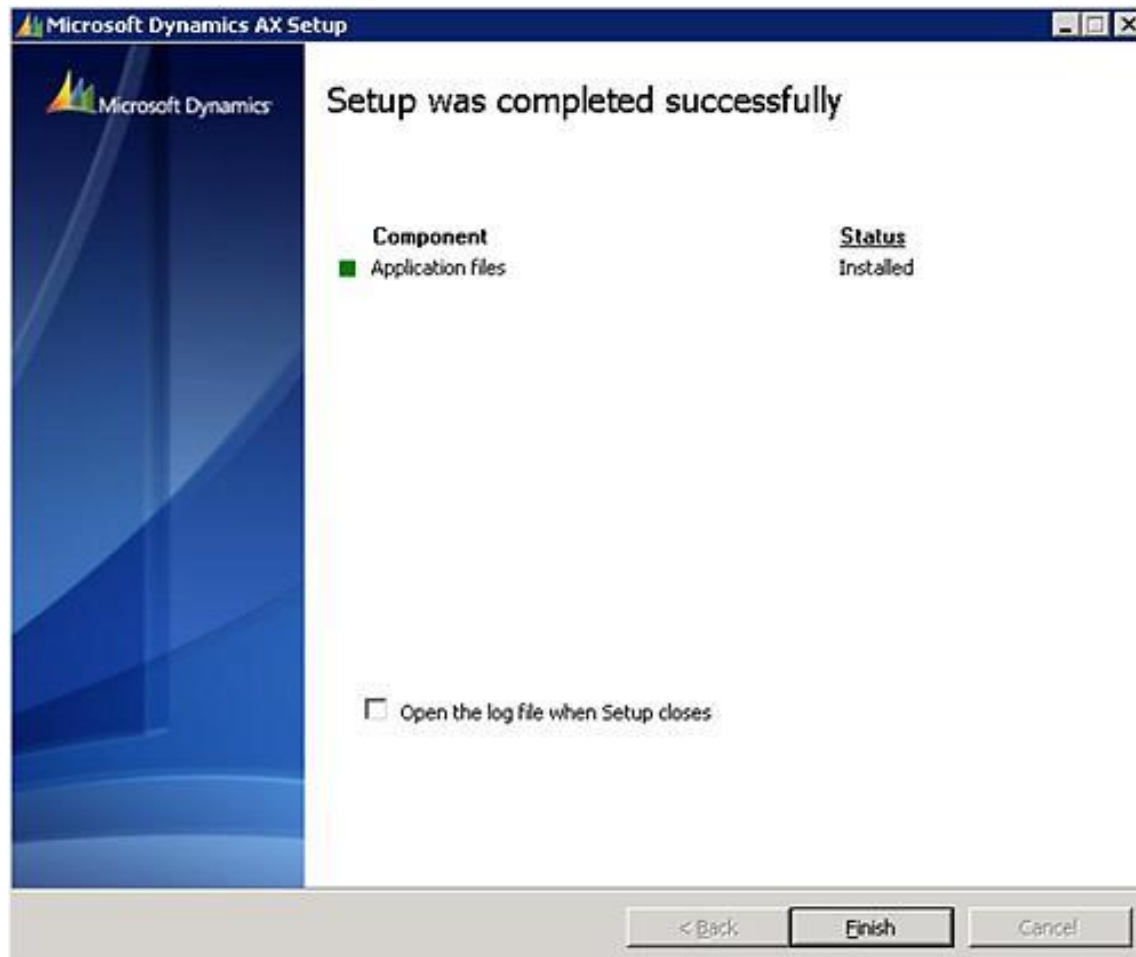 Microsoft Dynamics AX Setup
Microsoft Dynamics
Setup was completed successfully
Component Status
Application files Installed
Open the log file when Setup closes
< Back Finish Cancel